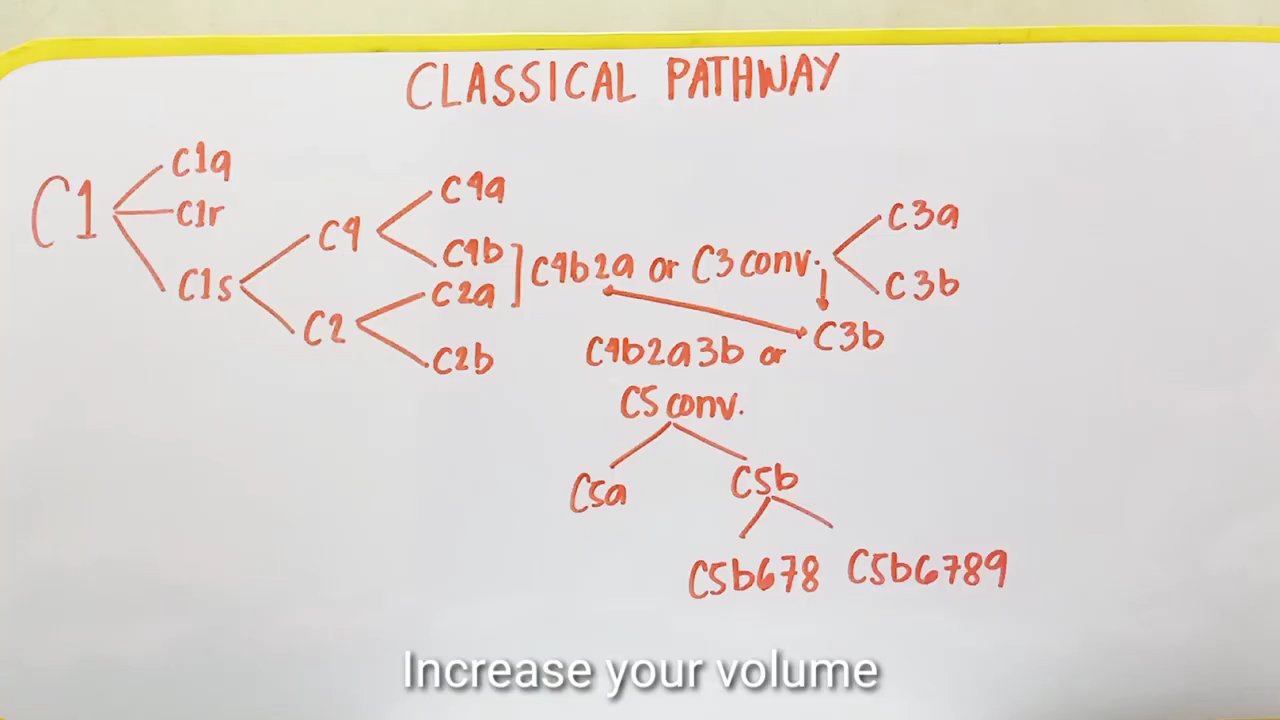 CLASSICAL PATHWAY
C1
C1q
C1r
C1s
C4
C2
C4a
C4b
C2a
C2b
C4b2a or C3 conv.
C3a
C3b
C3b
C4b2a3b or
C5 conv.
C5a
C5b
C5b678
C5b6789
Increase your volume